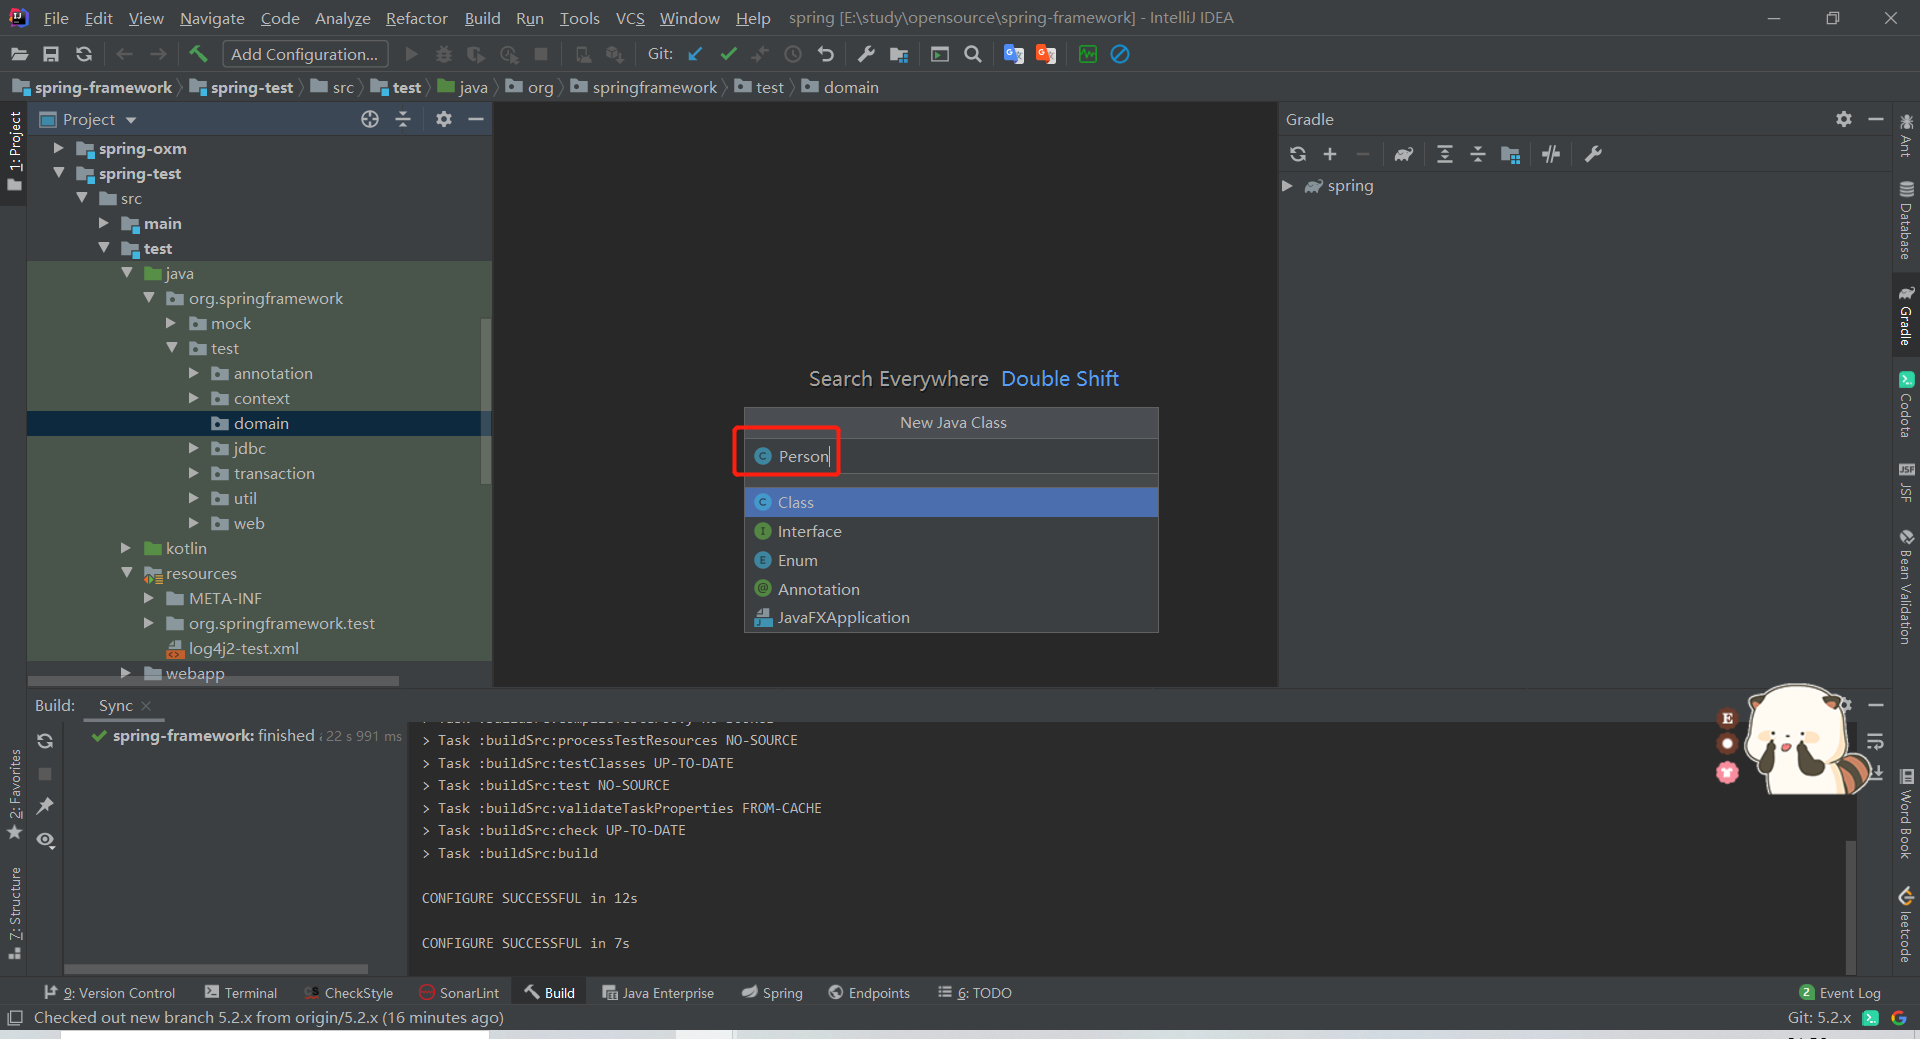 File Edit View Navigate Code Analyze Refactor Build Run Tools VCS Window Help spring [E:\study\opensource\spring-framework] - IntelliJ IDEA
Add Configuration... Git:
spring-framework spring-test src test java org springframework test domain
1: Project
Project
spring-oxm
spring-test
src
main
test
java
org.springframework
mock
test
annotation
context
domain
jdbc
transaction
util
web
kotlin
resources
META-INF
org.springframework.test
log4j2-test.xml
webapp
Search Everywhere Double Shift
New Java Class
Person
Class
Interface
Enum
Annotation
JavaFXApplication
Gradle
spring
Ant
Database
Gradle
Codota
JSF
Bean Validation
Word Book
leetcode
2: Favorites
7: Structure
Build: Sync
spring-framework: finished 22 s 991 ms
> Task :buildSrc:processTestResources NO-SOURCE
> Task :buildSrc:testClasses UP-TO-DATE
> Task :buildSrc:test NO-SOURCE
> Task :buildSrc:validateTaskProperties FROM-CACHE
> Task :buildSrc:check UP-TO-DATE
> Task :buildSrc:build
CONFIGURE SUCCESSFUL in 12s
CONFIGURE SUCCESSFUL in 7s
E
9: Version Control Terminal CheckStyle SonarLint Build Java Enterprise Spring Endpoints 6: TODO 2 Event Log
Checked out new branch 5.2.x from origin/5.2.x (16 minutes ago) Git: 5.2.x